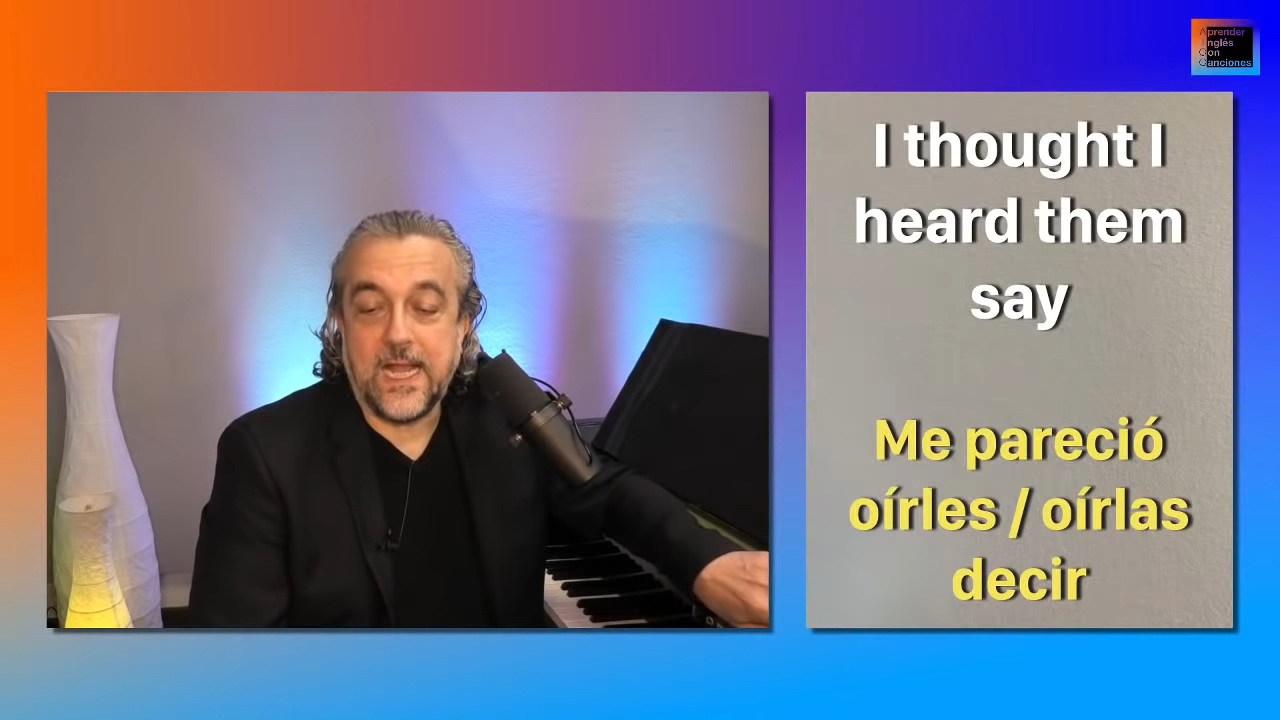 Aprender
Inglés
Con
Canciones
I thought I
heard them
say
Me pareció
oírles / oírlas
decir